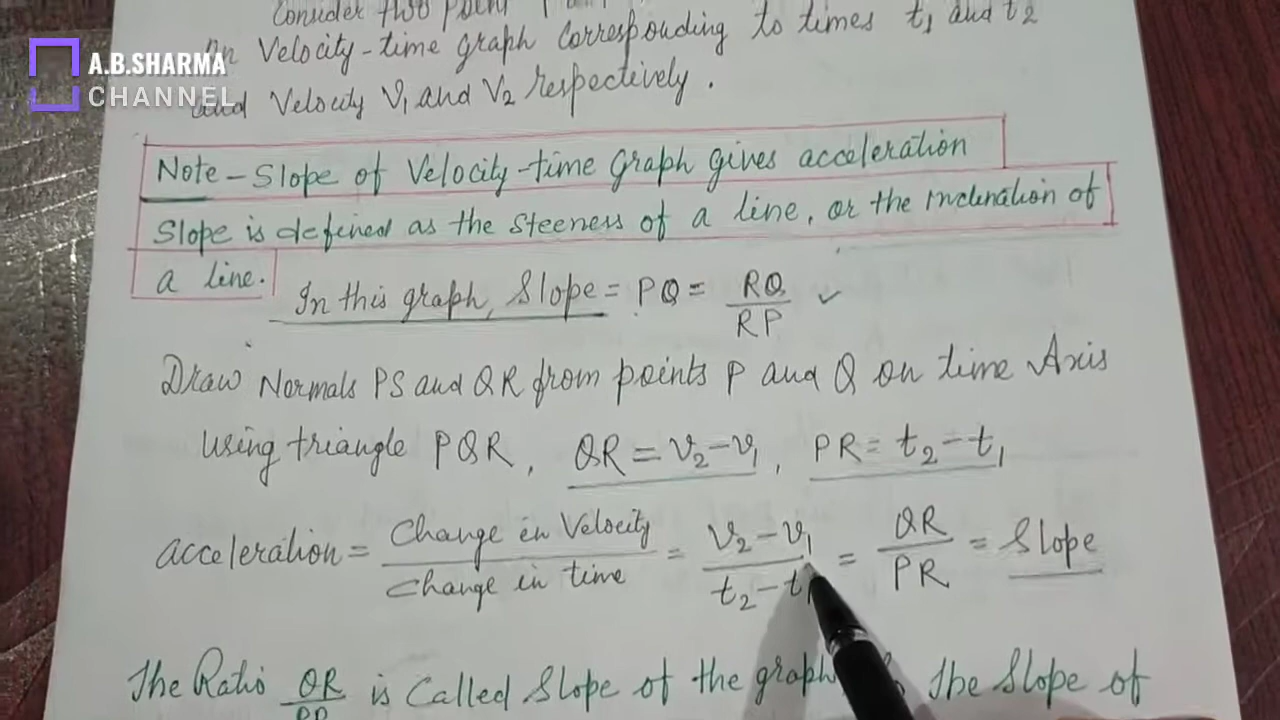 Consider two point P
on Velocity-time graph Corresponding to times t₁ and t₂
A.B.SHARMA
CHANNEL
and Velocity V₁ and V₂ respectively.
Note - Slope of Velocity-time Graph gives acceleration
Slope is defined as the steeness of a line, or the Inclination of
a line.
In this graph, Slope = PQ = RQ/RP ✓
Draw Normals PS and QR from points P and Q on time Axis
Using triangle PQR, QR = V₂-V₁, PR = t₂-t₁
acceleration = Change in Velocity/Change in time = V₂-V₁/t₂-t₁ = QR/PR = Slope
The Ratio QR/PR is Called Slope of the graph, The Slope of